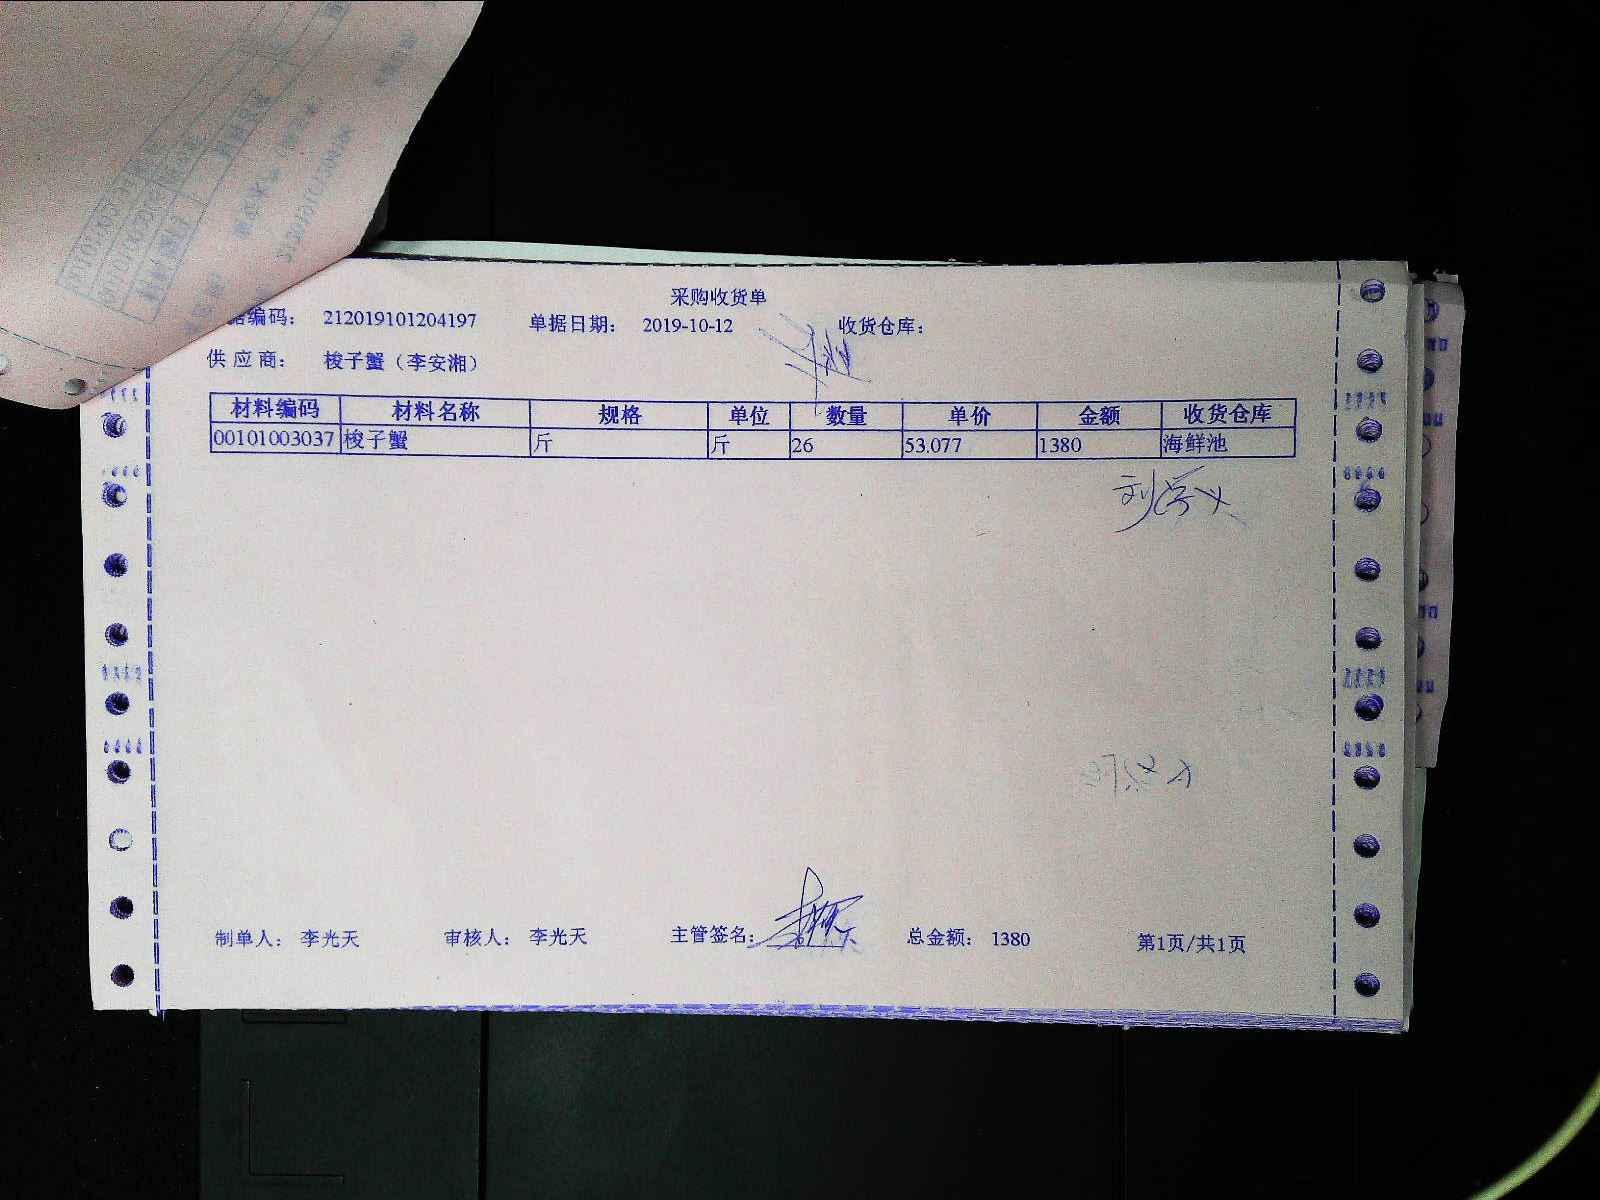 采购收货单
据编码： 212019101204197 单据日期： 2019-10-12 收货仓库：
供应商： 梭子蟹（李安湘）
材料编码 材料名称 规格 单位 数量 单价 金额 收货仓库
00101003037 梭子蟹 斤 斤 26 53.077 1380 海鲜池
制单人： 李光天 审核人： 李光天 主管签名： 总金额： 1380 第1页/共1页